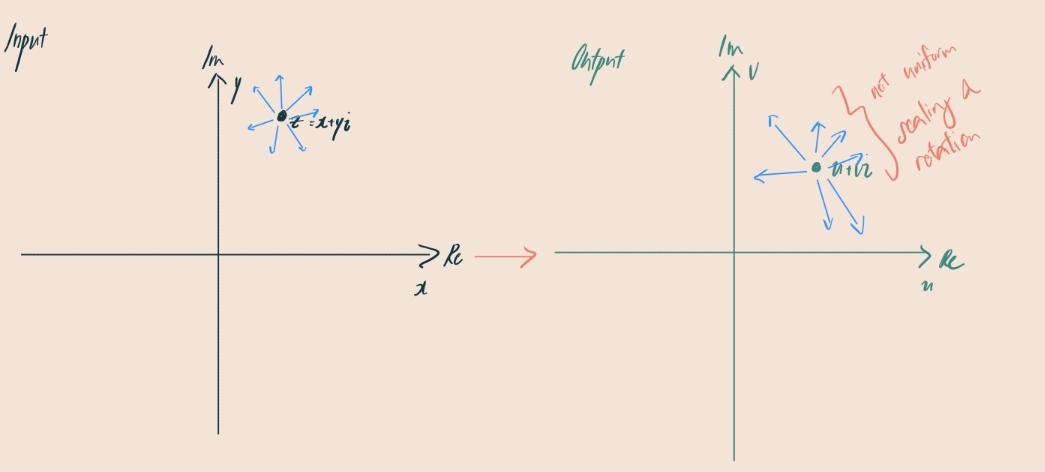 Input
Im
y
z = x+yi
Re
x
Output
Im
v
u+vi
Re
u
not uniform
scaling &
rotation